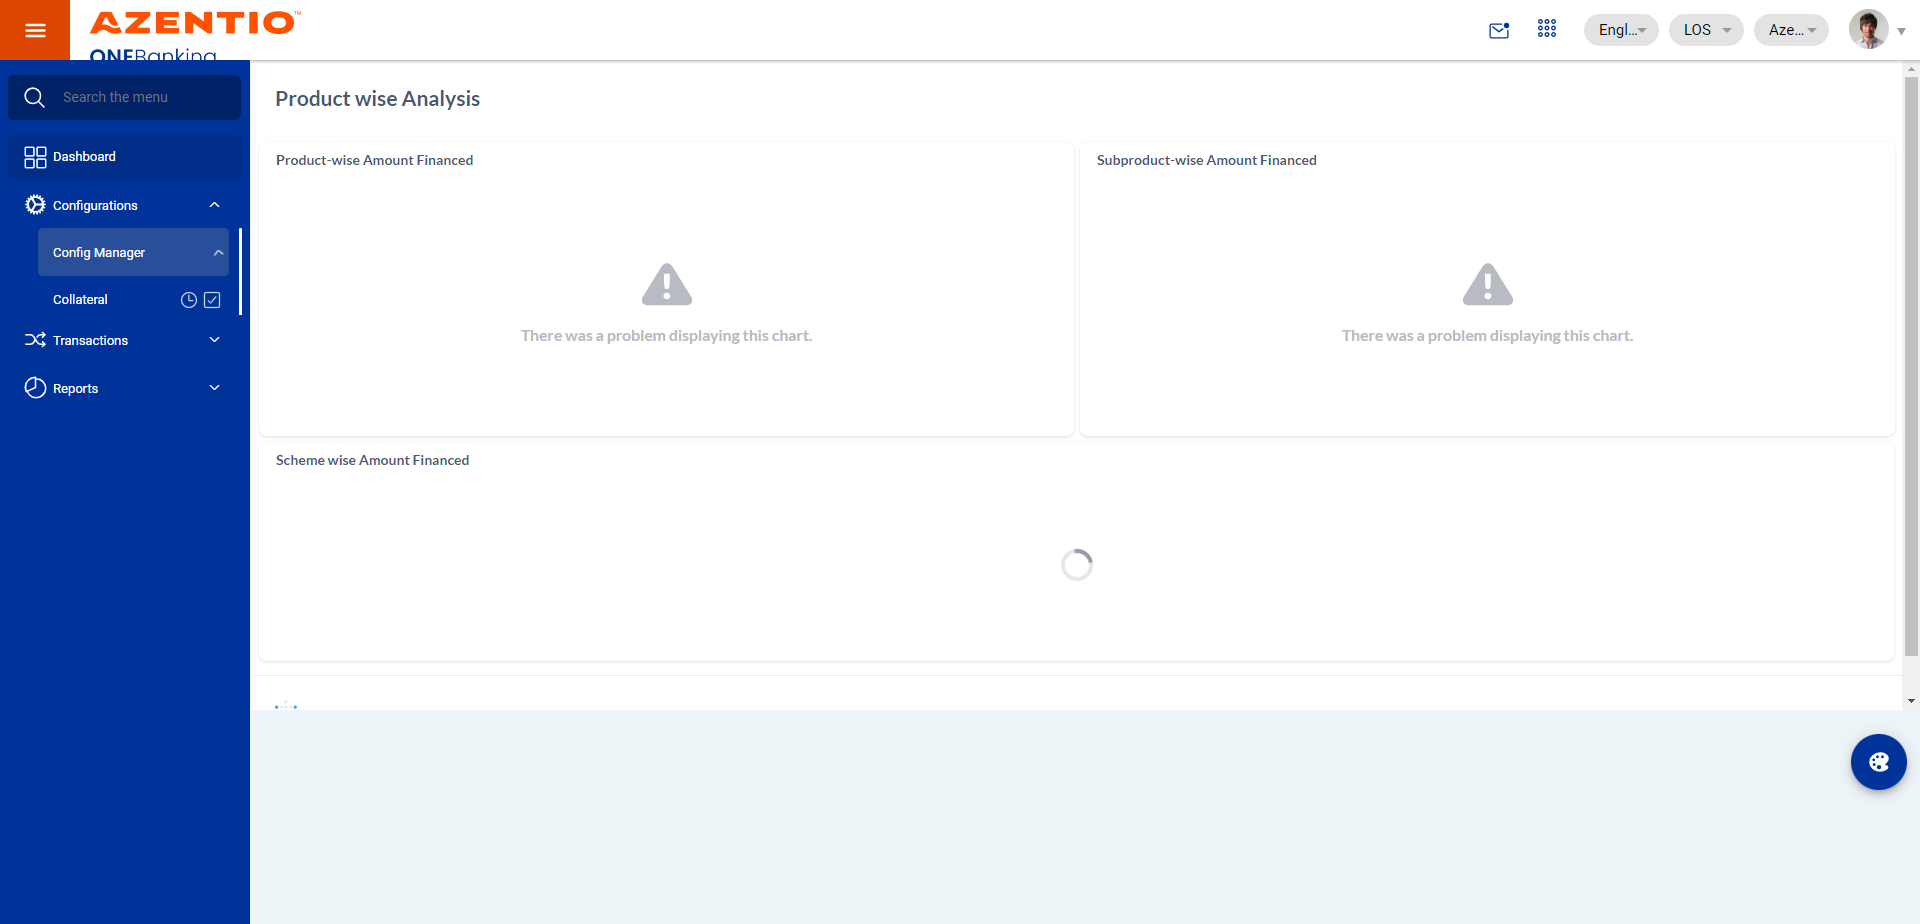 AZENTIO™
ONEBanking
Engl...
LOS
Aze...
Search the menu
Dashboard
Configurations
Config Manager
Collateral
Transactions
Reports
Product wise Analysis
Product-wise Amount Financed
There was a problem displaying this chart.
Subproduct-wise Amount Financed
There was a problem displaying this chart.
Scheme wise Amount Financed